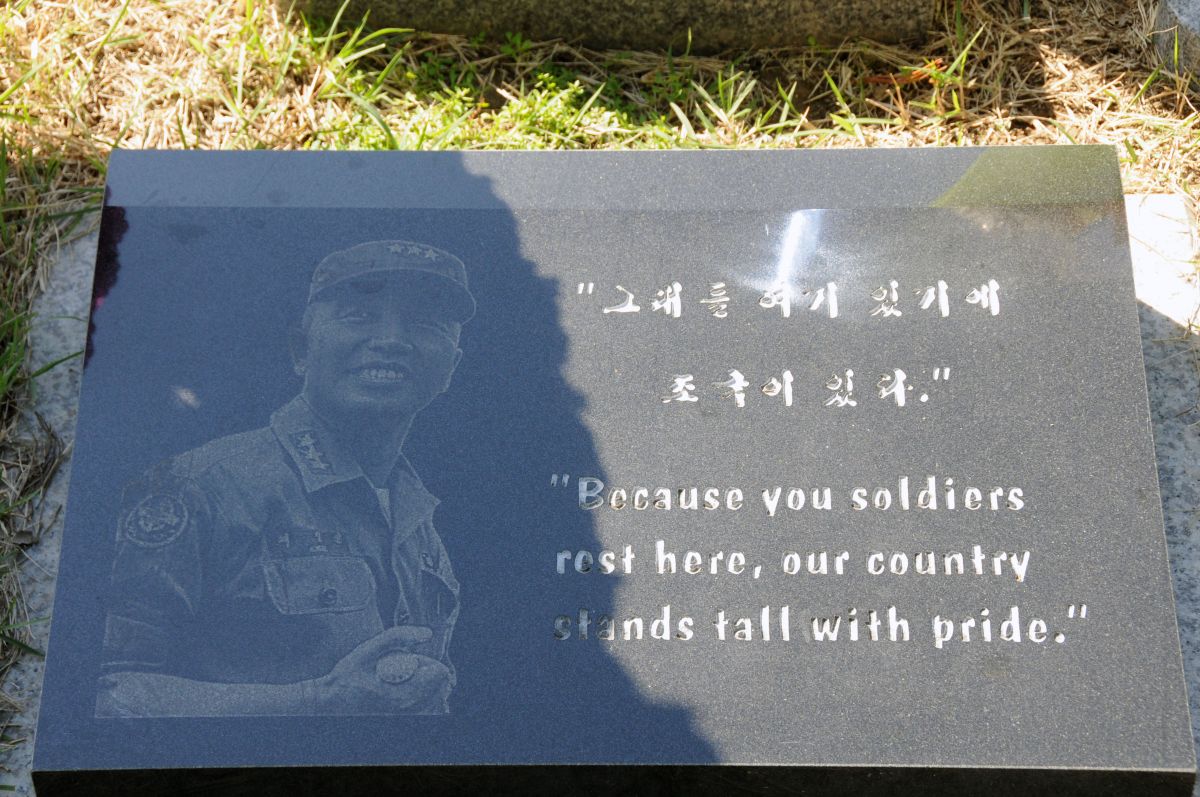 "그대들 여기 있기에
조국이 있다."
"Because you soldiers
rest here, our country
stands tall with pride."